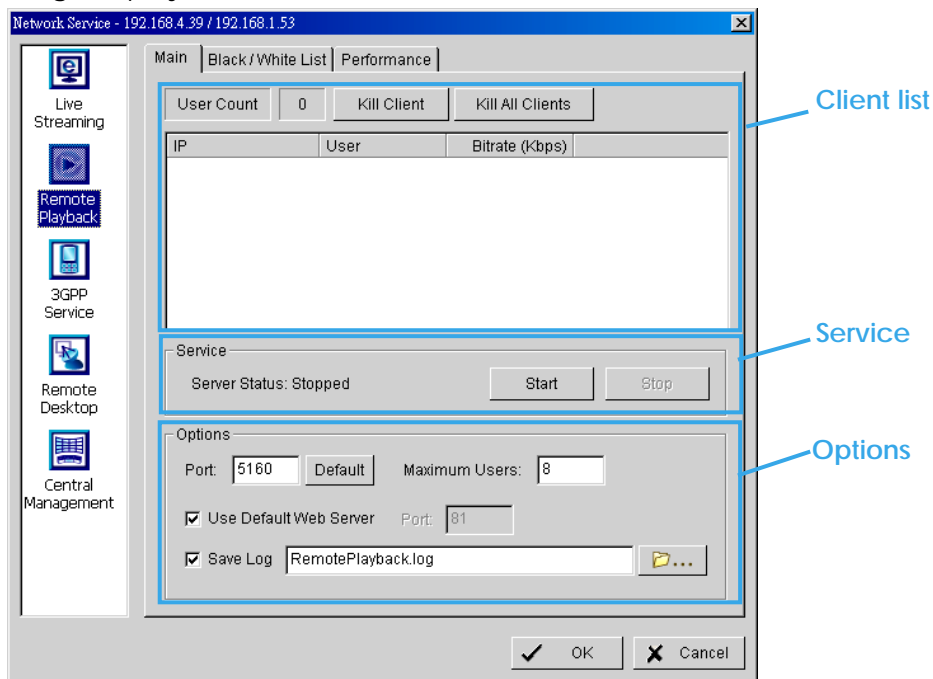 Network Service - 192.168.4.39 / 192.168.1.53
Live
Streaming
Remote
Playback
3GPP
Service
Remote
Desktop
Central
Management
Main Black / White List Performance
User Count 0 Kill Client Kill All Clients
IP User Bitrate (Kbps)
Client list
Service
Server Status: Stopped Start Stop
Service
Options
Port: 5160 Default Maximum Users: 8
Use Default Web Server Port: 81
Save Log RemotePlayback.log ...
Options
OK Cancel